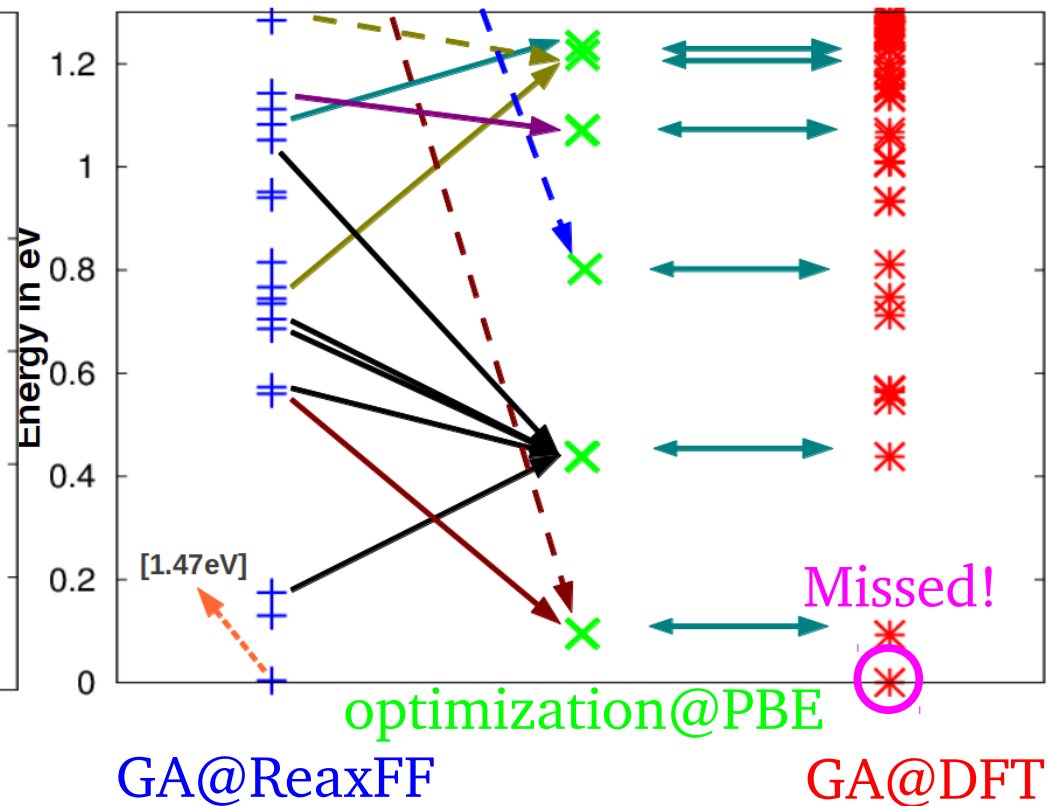 Energy in ev
1.2
1
0.8
0.6
0.4
0.2
0
[1.47eV]
Missed!
optimization@PBE
GA@ReaxFF
GA@DFT